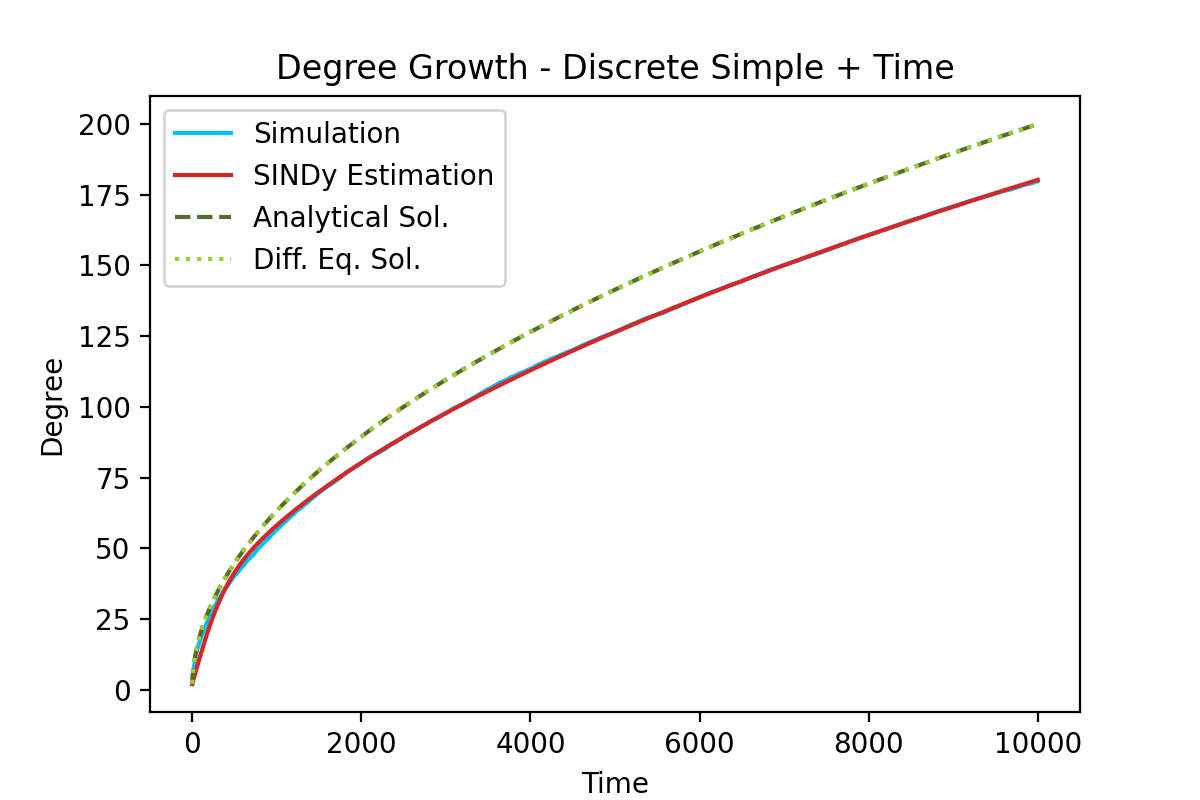 Degree Growth - Discrete Simple + Time
Simulation
SINDy Estimation
Analytical Sol.
Diff. Eq. Sol.
200
175
150
125
100
75
50
25
0
Degree
0 2000 4000 6000 8000 10000
Time